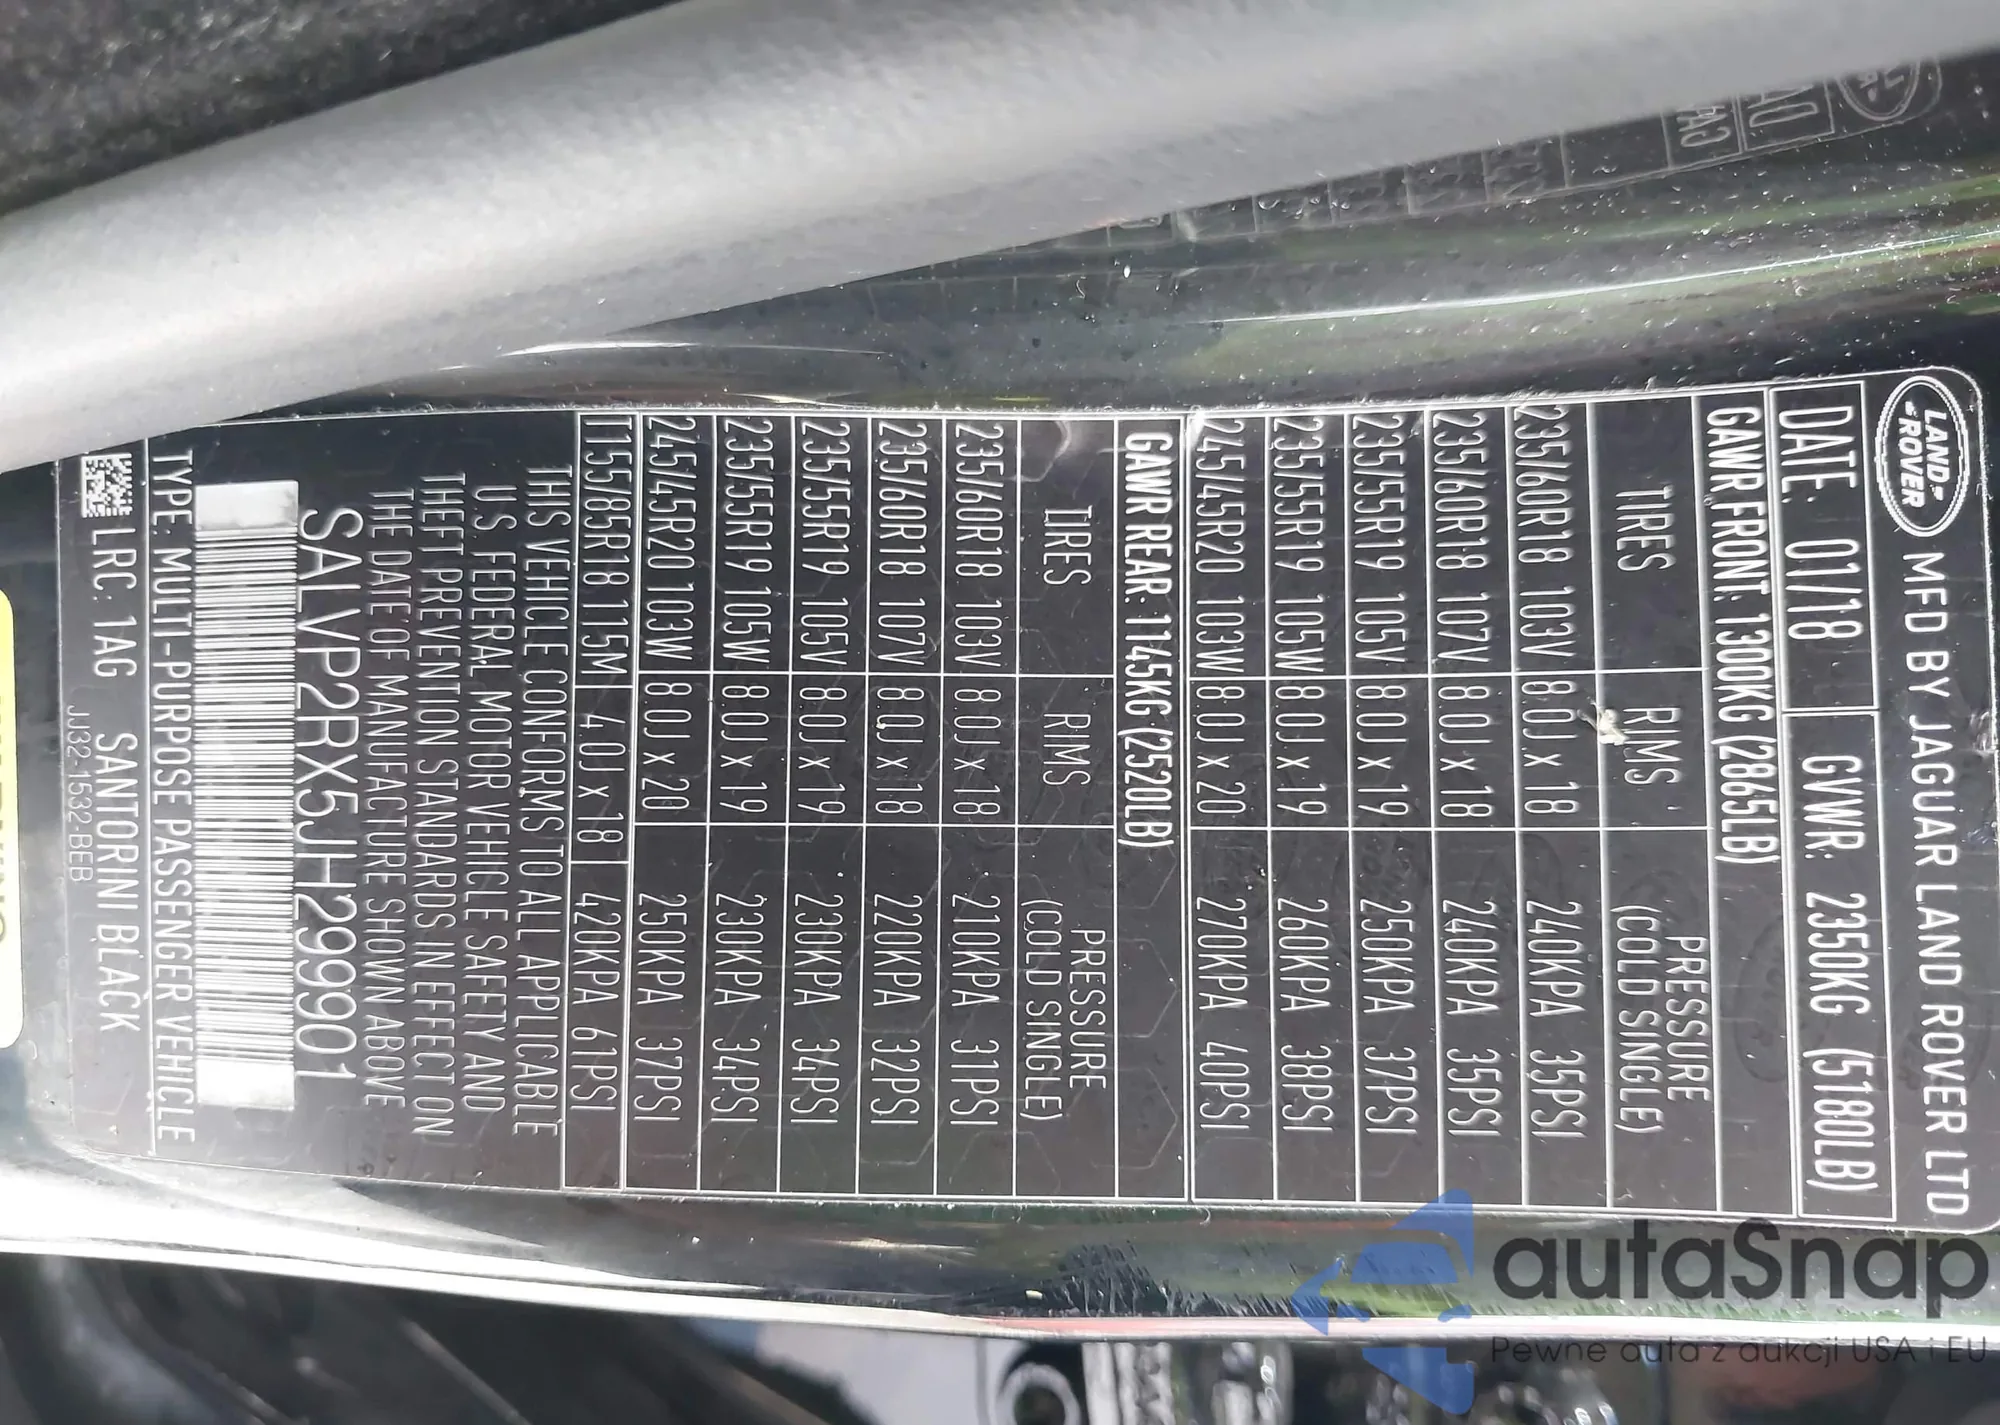 LAND-
-ROVER
MFD BY JAGUAR LAND ROVER LTD
DATE: 01/18 GVWR: 2350KG (5180LB)
GAWR FRONT: 1300KG (2865LB)
TIRES RIMS PRESSURE
(COLD SINGLE)
235/60R18 103V 8.0J x 18 240KPA 35PSI
235/60R18 107V 8.0J x 18 240KPA 35PSI
235/55R19 105V 8.0J x 19 250KPA 37PSI
235/55R19 105W 8.0J x 19 260KPA 38PSI
245/45R20 103W 8.0J x 20 270KPA 40PSI
GAWR REAR: 1145KG (2520LB)
TIRES RIMS PRESSURE
(COLD SINGLE)
235/60R18 103V 8.0J x 18 210KPA 31PSI
235/60R18 107V 8.0J x 18 220KPA 32PSI
235/55R19 105V 8.0J x 19 230KPA 34PSI
235/55R19 105W 8.0J x 19 230KPA 34PSI
245/45R20 103W 8.0J x 20 250KPA 37PSI
T155/85R18 115M 4.0J x 18 420KPA 61PSI
THIS VEHICLE CONFORMS TO ALL APPLICABLE
U.S. FEDERAL MOTOR VEHICLE SAFETY AND
THEFT PREVENTION STANDARDS IN EFFECT ON
THE DATE OF MANUFACTURE SHOWN ABOVE
SALVP2RX5JH299901
TYPE: MULTI-PURPOSE PASSENGER VEHICLE
LRC: 1AG SANTORINI BLACK
JJ32-1532-BEB
autaSnap
Pewne auta z aukcji USA i EU